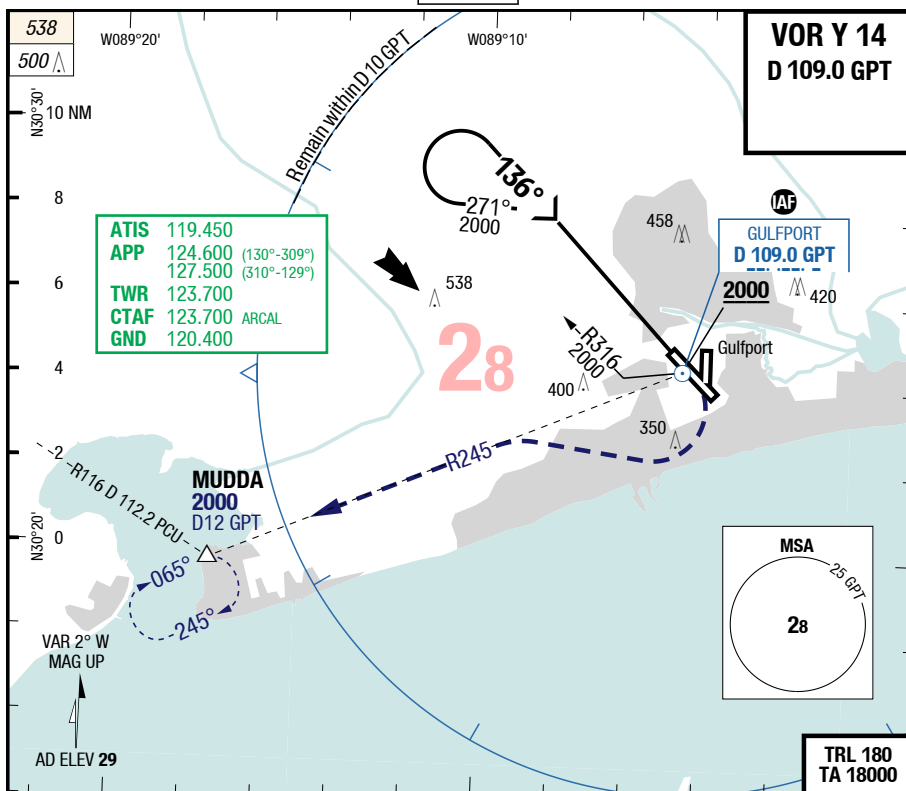 538
500
W089°20'
W089°10'
VOR Y 14
D 109.0 GPT
N30°30'
10 NM
Remain within D 10 GPT
136°
271°-
2000
IAF
8
458
GULFPORT
D 109.0 GPT
ATIS 119.450
APP 124.600 (130°-309°)
127.500 (310°-129°)
TWR 123.700
CTAF 123.700 ARCAL
GND 120.400
6
538
2000
420
28
R316
2000
Gulfport
4
400
350
2
R245
R116 D 112.2 PCU
MUDDA
2000
D12 GPT
N30°20'
0
065°
245°
MSA
25 GPT
28
VAR 2° W
MAG UP
AD ELEV 29
TRL 180
TA 18000